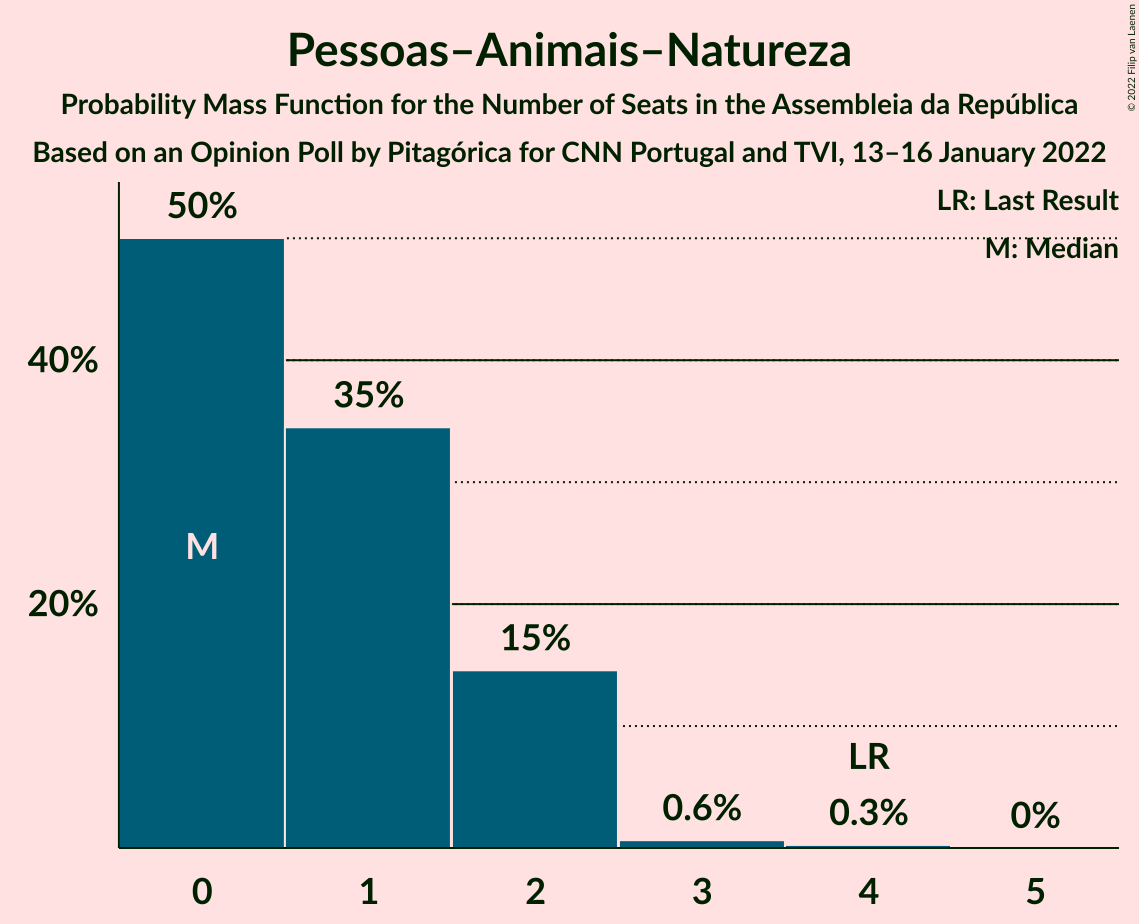 Pessoas–Animais–Natureza
Probability Mass Function for the Number of Seats in the Assembleia da República
Based on an Opinion Poll by Pitagórica for CNN Portugal and TVI, 13–16 January 2022
© 2022 Filip van Laenen
LR: Last Result
M: Median
50%
40%
35%
M
20%
15%
LR
0.6%
0.3%
0%
0 1 2 3 4 5